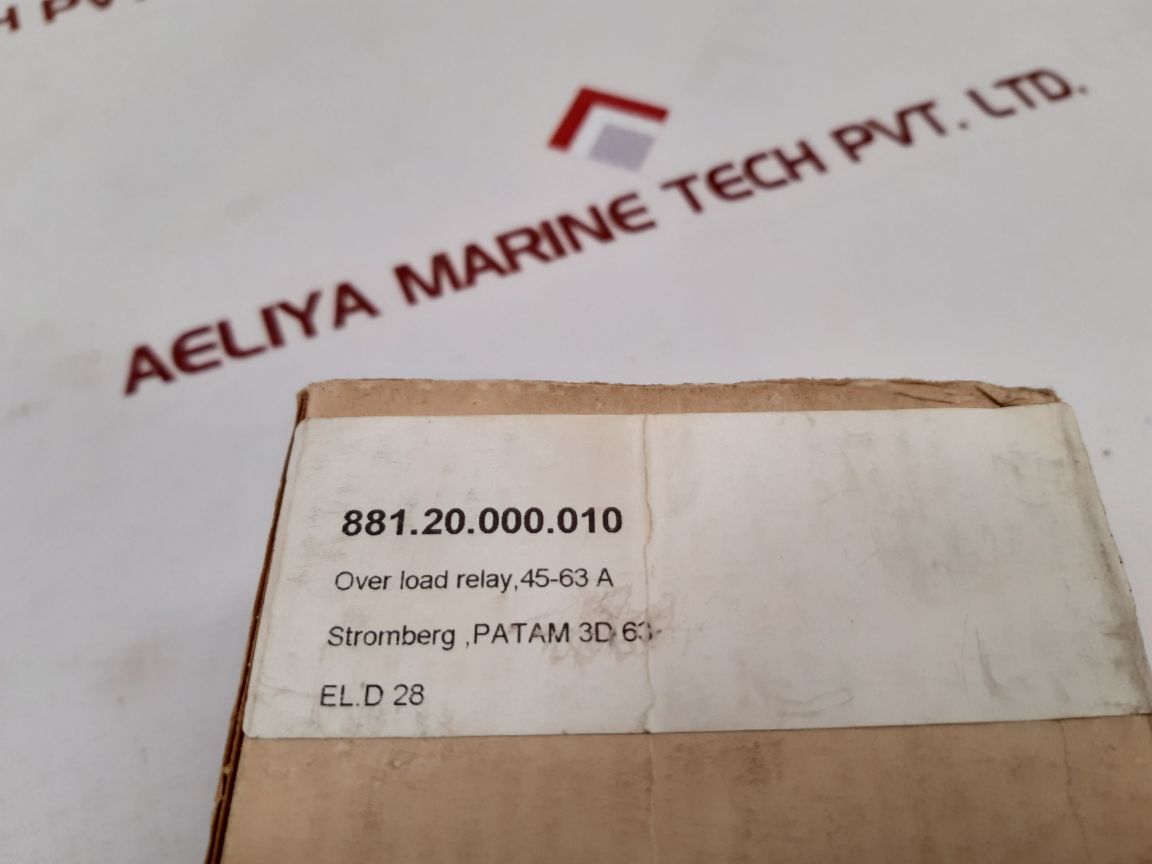 H PVT
AELIYA MARINE TECH PVT. LTD.
881.20.000.010
Over load relay,45-63 A
Stromberg ,PATAM 3D 63
EL.D 28